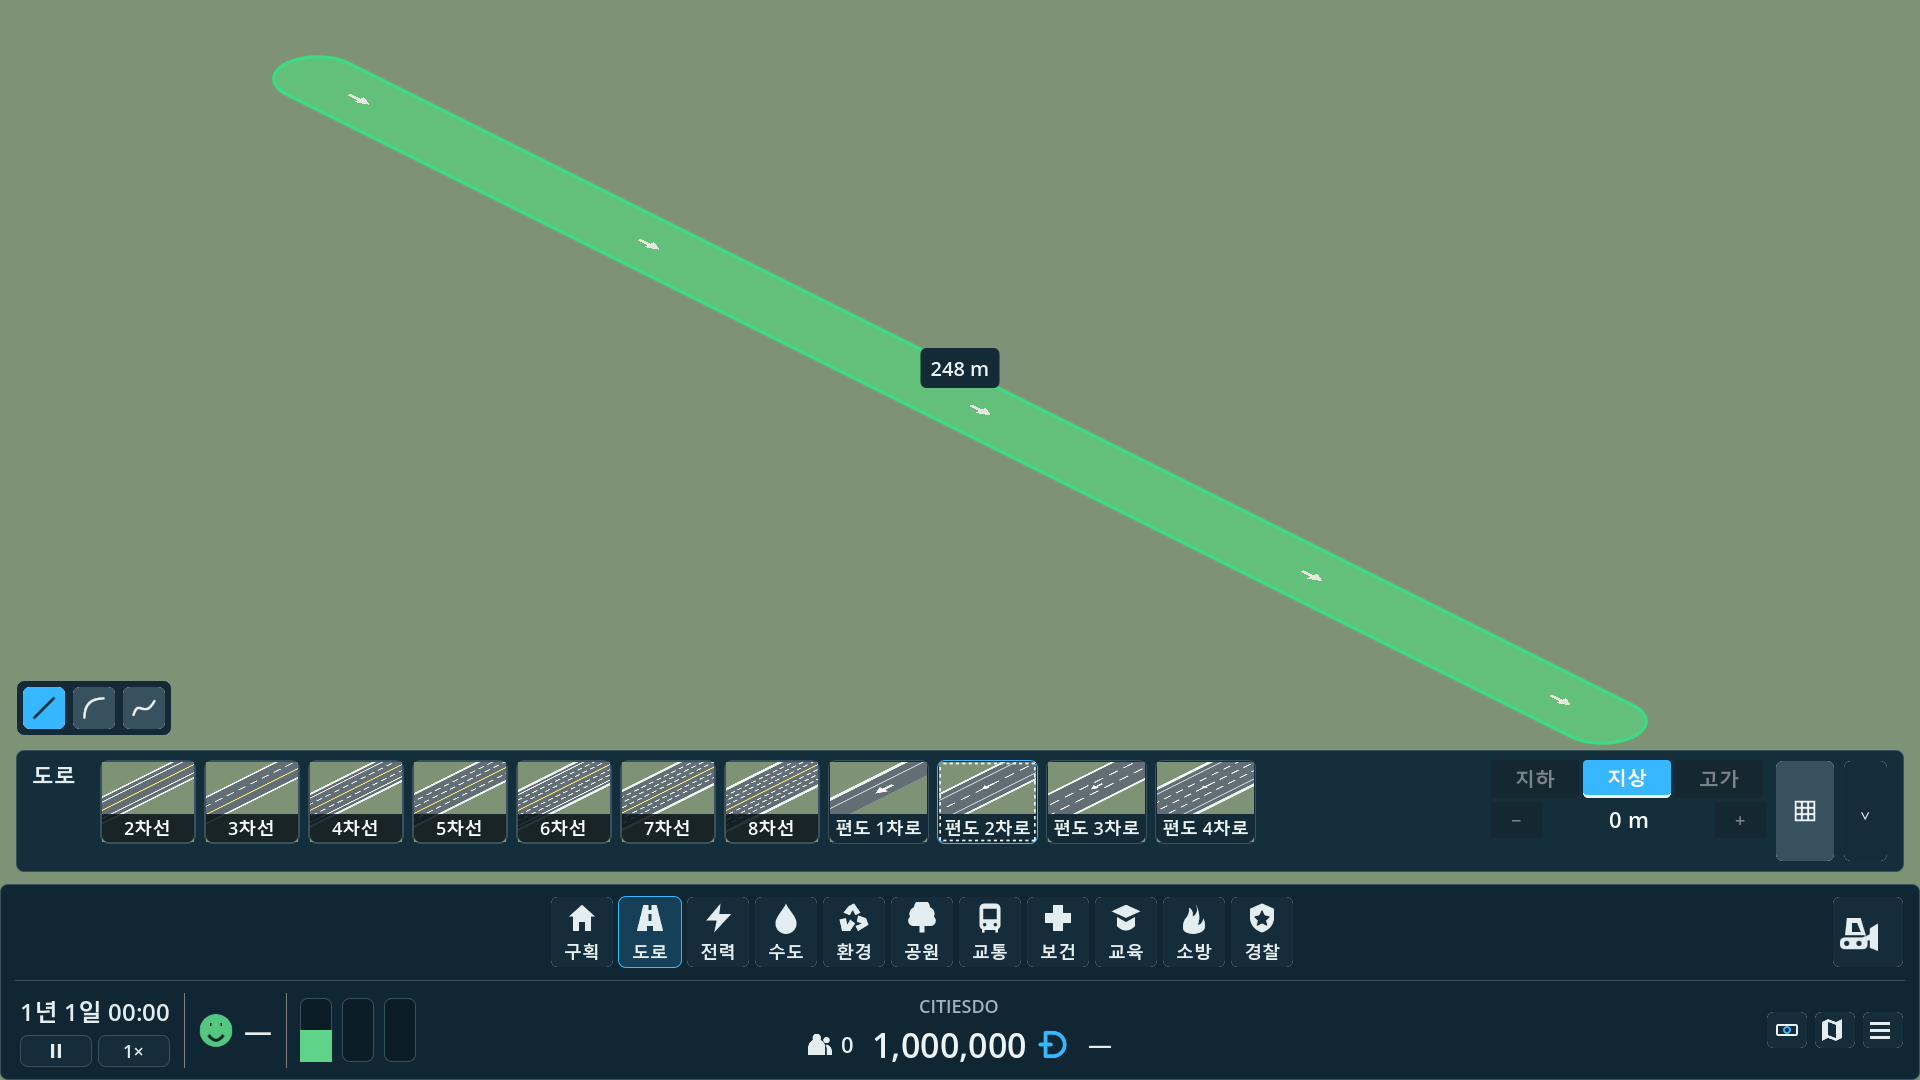 248 m
도로
2차선
3차선
4차선
5차선
6차선
7차선
8차선
편도 1차로
편도 2차로
편도 3차로
편도 4차로
지하
지상
고가
−
0 m
+
구획
도로
전력
수도
환경
공원
교통
보건
교육
소방
경찰
1년 1일 00:00
1×
—
CITIESDO
0
1,000,000
—